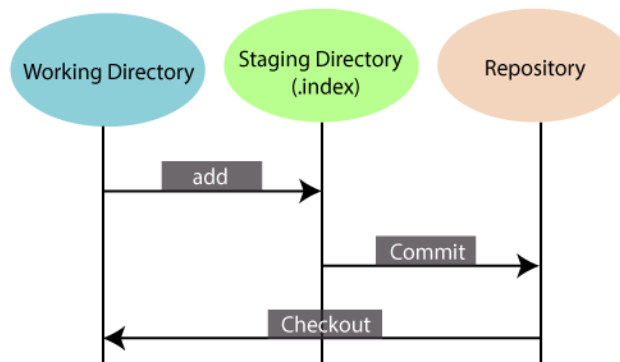 Working Directory
Staging Directory
(.index)
Repository
add
Commit
Checkout